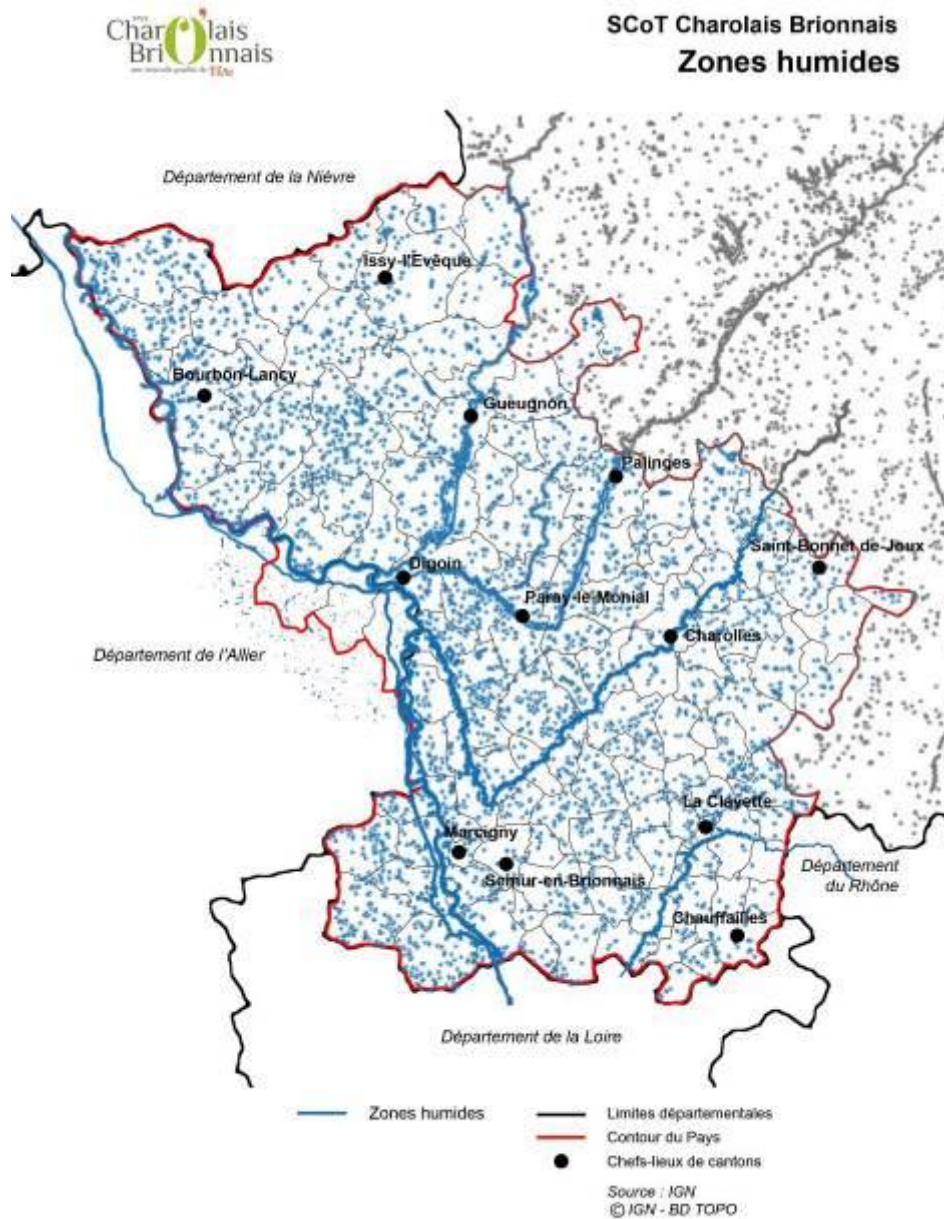 PAYS
Charolais
Brionnais
SCoT Charolais Brionnais
Zones humides
Département de la Nièvre
Issy-l'Evêque
Bourbon-Lancy
Gueugnon
Palinges
Saint-Bonnet-de-Joux
Digoin
Paray-le-Monial
Charolles
Département de l'Allier
La Clayette
Marcigny
Semur-en-Brionnais
Département
du Rhône
Chauffailles
Département de la Loire
Zones humides
Limites départementales
Contour du Pays
Chefs-lieux de cantons
Source : IGN
© IGN - BD TOPO